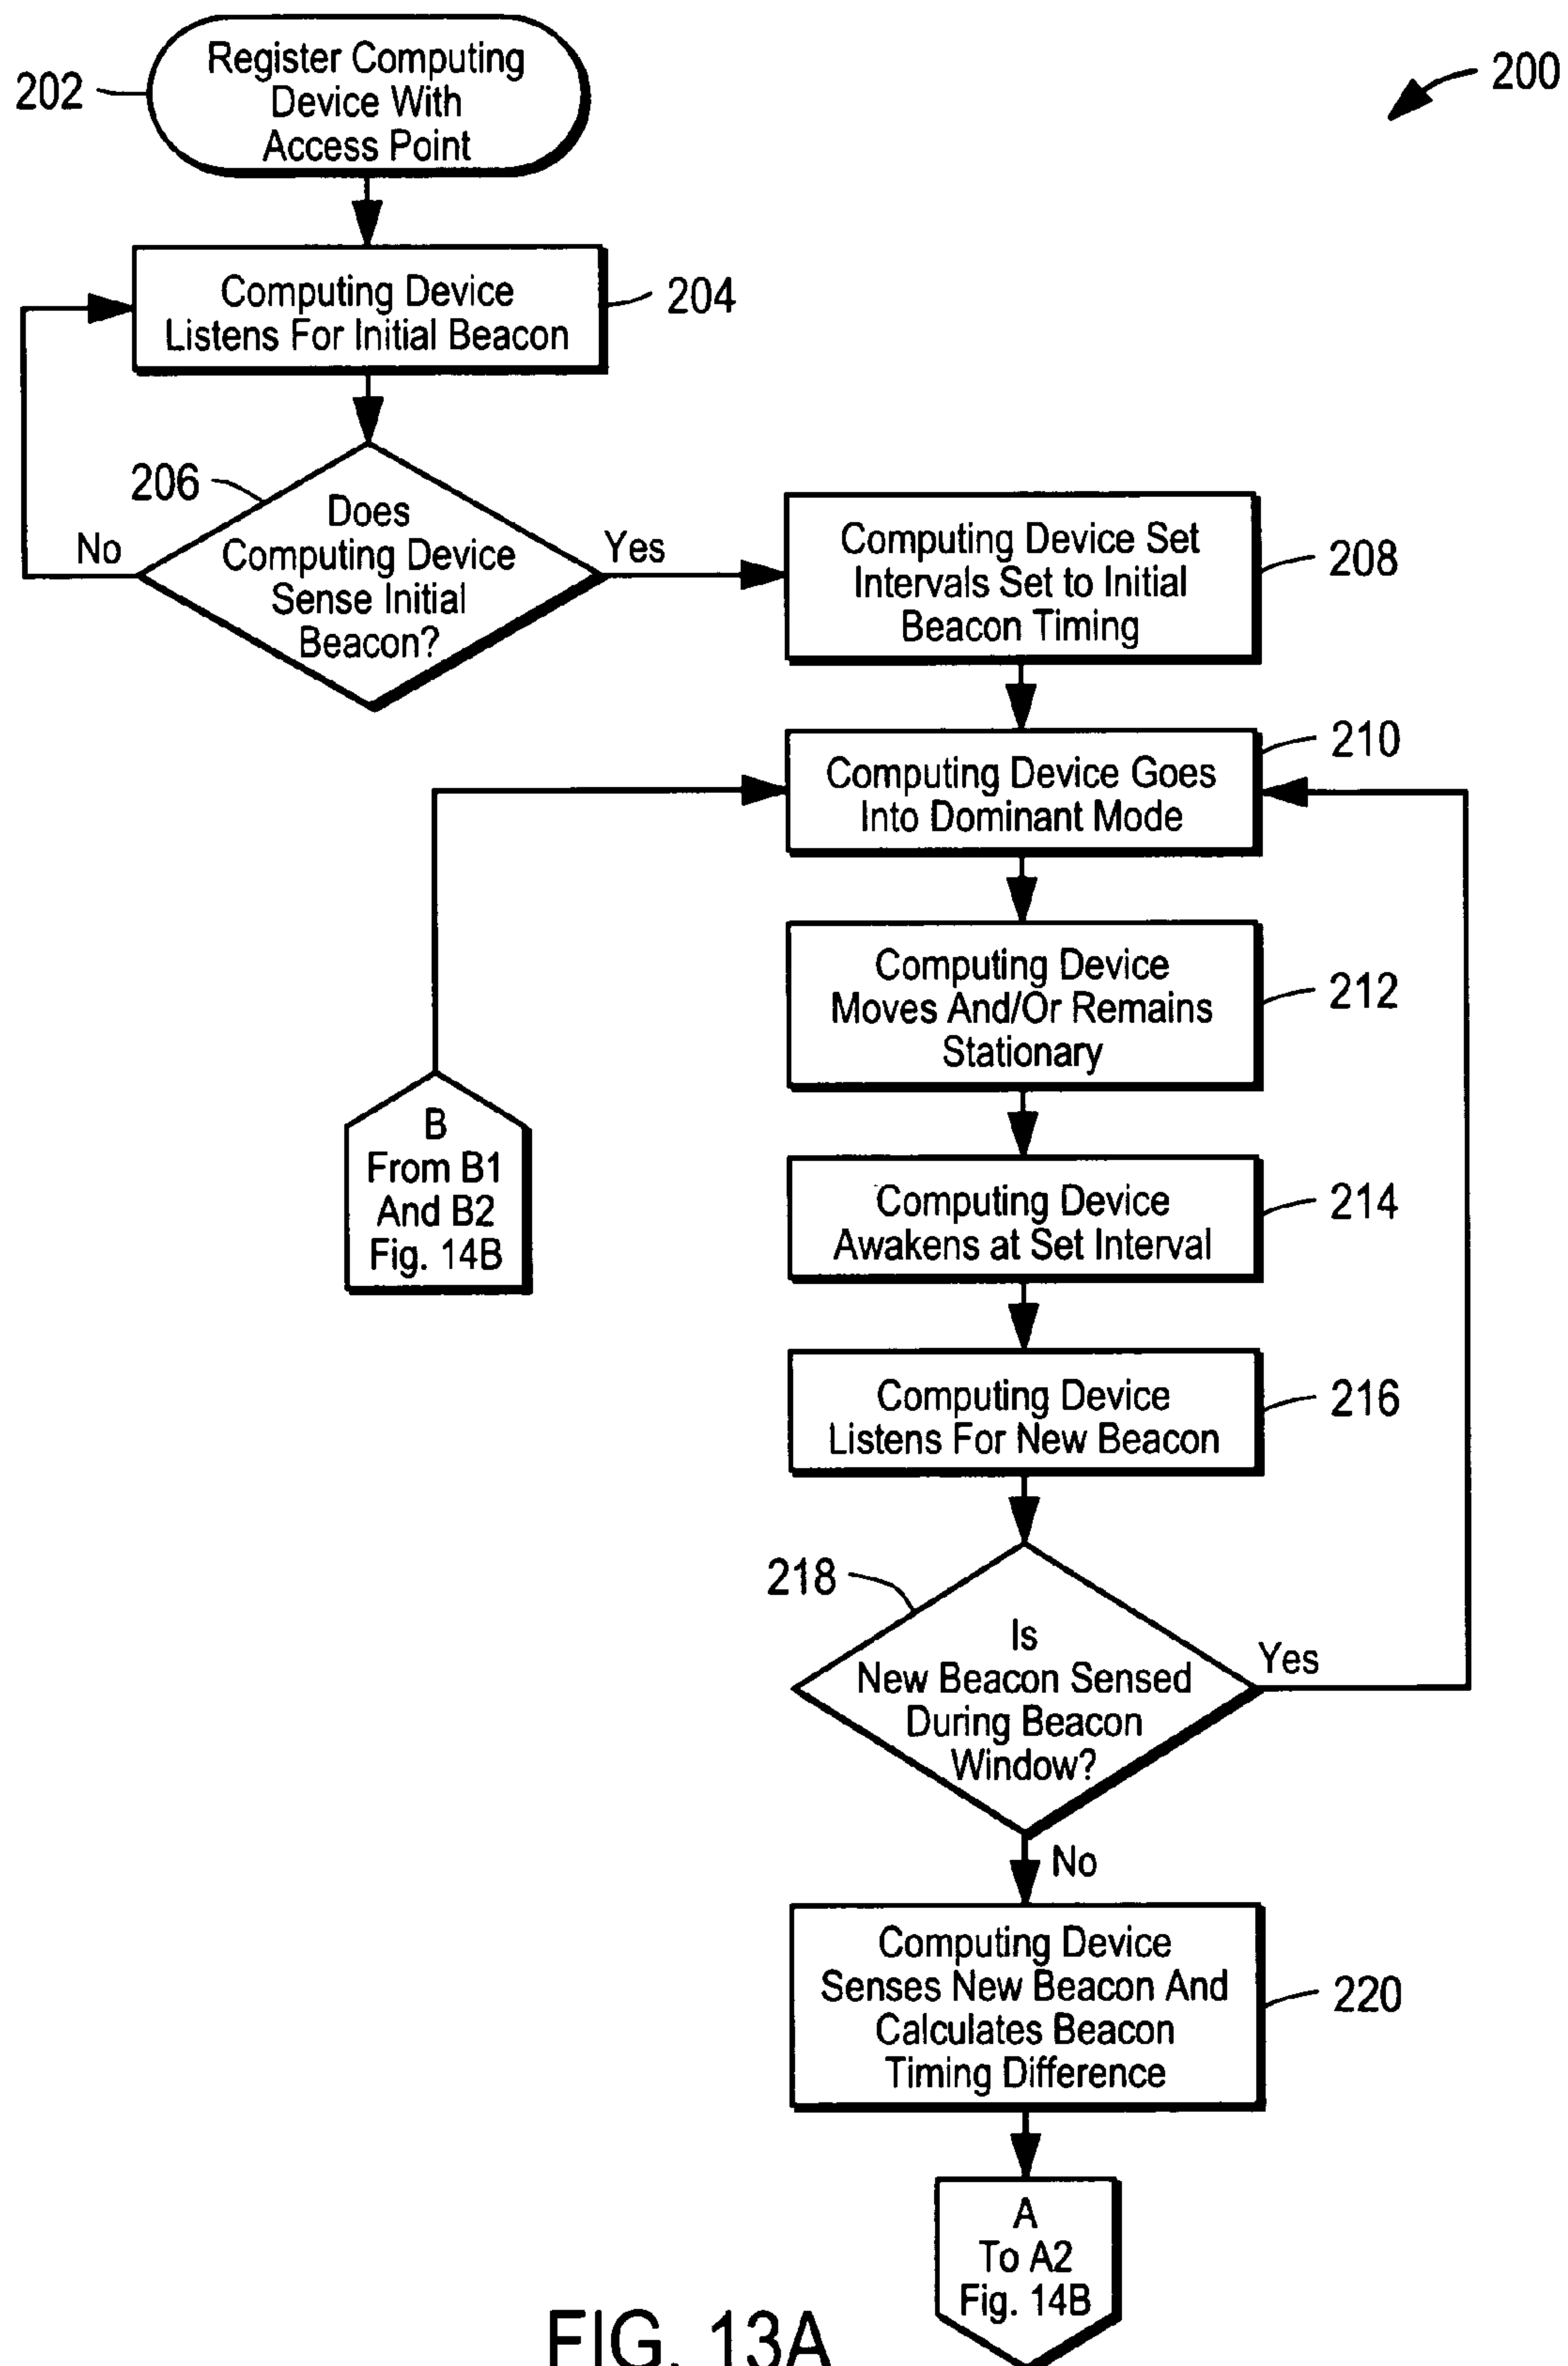 200
202
Register Computing
Device With
Access Point
Computing Device
Listens For Initial Beacon
204
206
Does
Computing Device
Sense Initial
Beacon?
No
Yes
Computing Device Set
Intervals Set to Initial
Beacon Timing
208
Computing Device Goes
Into Dominant Mode
210
Computing Device
Moves And/Or Remains
Stationary
212
B
From B1
And B2
Fig. 14B
Computing Device
Awakens at Set Interval
214
Computing Device
Listens For New Beacon
216
218
Is
New Beacon Sensed
During Beacon
Window?
Yes
No
Computing Device
Senses New Beacon And
Calculates Beacon
Timing Difference
220
A
To A2
Fig. 14B
FIG. 13A